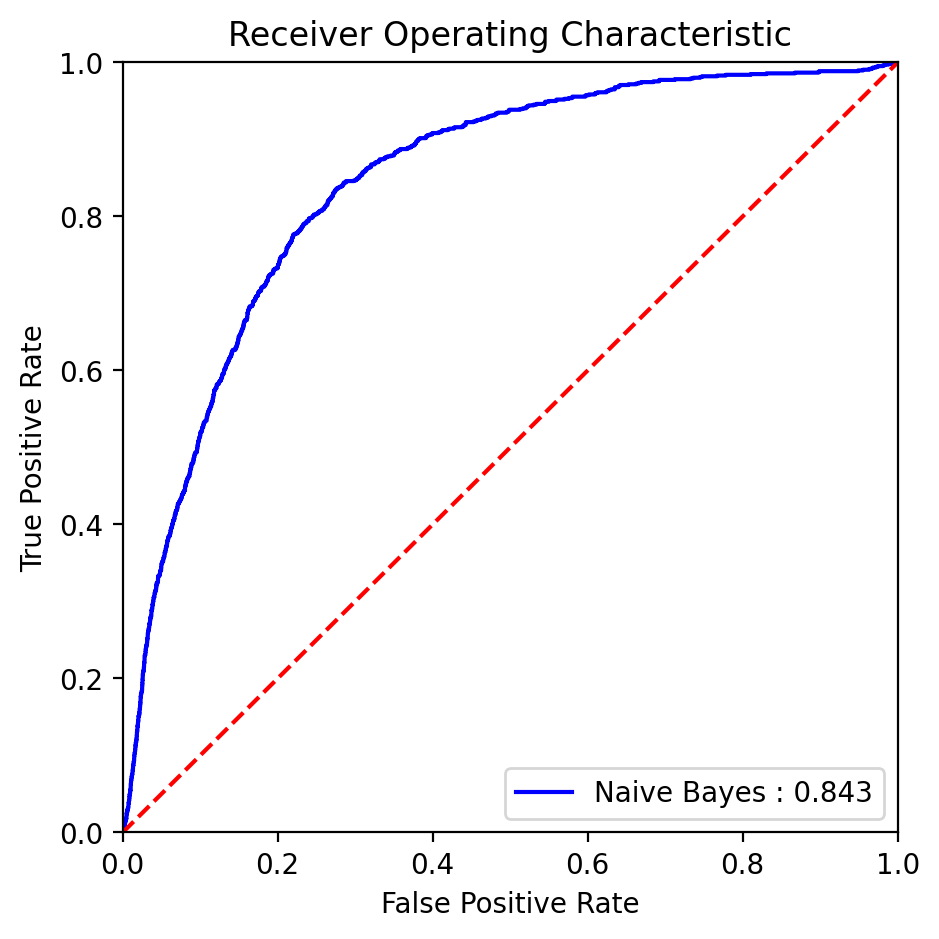 Receiver Operating Characteristic
1.0
0.8
0.6
0.4
0.2
0.0
True Positive Rate
Naive Bayes : 0.843
0.0 0.2 0.4 0.6 0.8 1.0
False Positive Rate